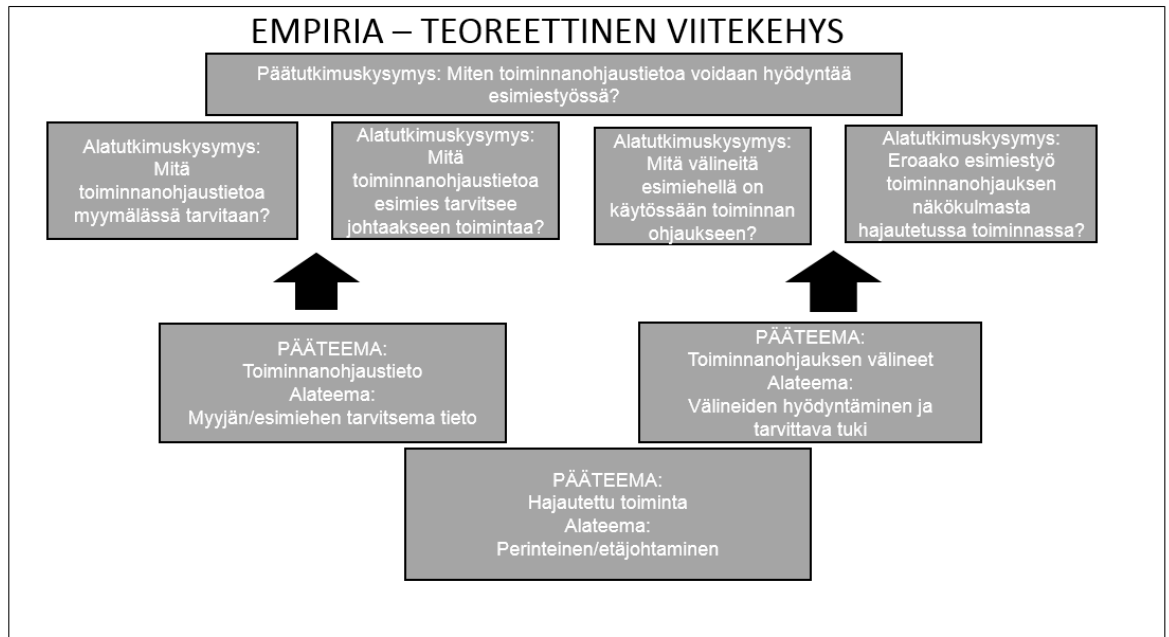 EMPIRIA – TEOREETTINEN VIITEKEHYS
Päätutkimuskysymys: Miten toiminnanohjaustietoa voidaan hyödyntää
esimiestyössä?
Alatutkimuskysymys:
Mitä
toiminnanohjaustietoa
myymälässä tarvitaan?
Alatutkimuskysymys:
Mitä
toiminnanohjaustietoa
esimies tarvitsee
johtaakseen toimintaa?
Alatutkimuskysymys:
Mitä välineitä
esimiehellä on
käytössään toiminnan
ohjaukseen?
Alatutkimuskysymys:
Eroaako esimiestyö
toiminnanohjauksen
näkökulmasta
hajautetussa toiminnassa?
PÄÄTEEMA:
Toiminnanohjaustieto
Alateema:
Myyjän/esimiehen tarvitsema tieto
PÄÄTEEMA:
Toiminnanohjauksen välineet
Alateema:
Välineiden hyödyntäminen ja
tarvittava tuki
PÄÄTEEMA:
Hajautettu toiminta
Alateema:
Perinteinen/etäjohtaminen